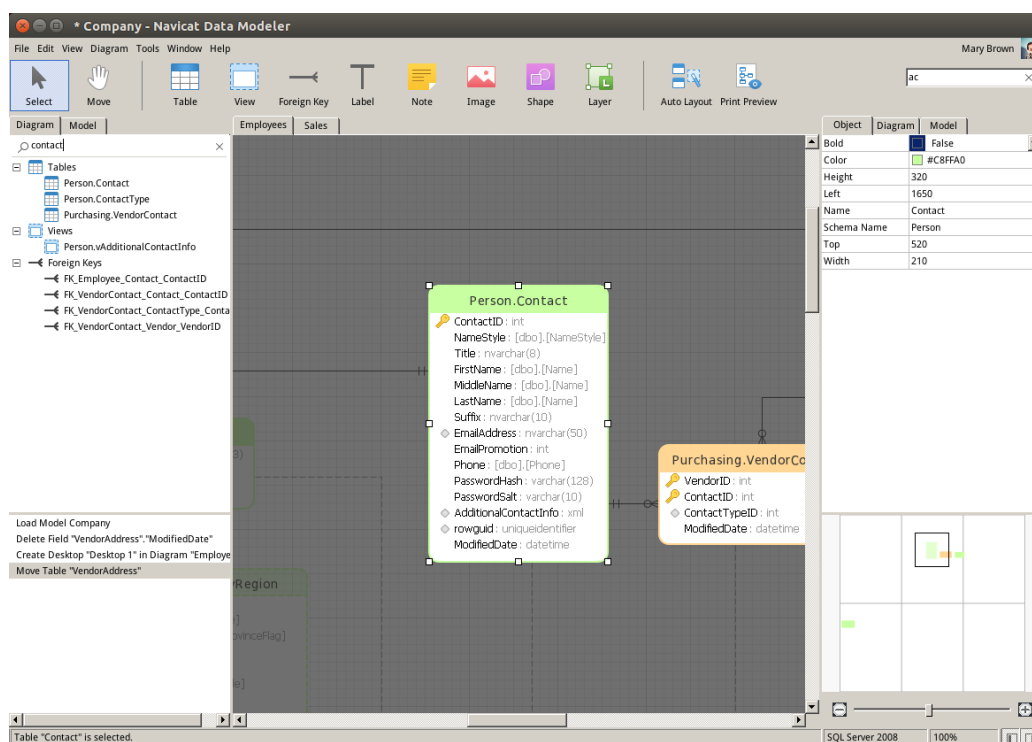 * Company - Navicat Data Modeler
File Edit View Diagram Tools Window Help
Mary Brown
Select
Move
Table
View
Foreign Key
Label
Note
Image
Shape
Layer
Auto Layout
Print Preview
ac
Diagram
Model
Employees
Sales
Object
Diagram
Model
contact
Tables
Person.Contact
Person.ContactType
Purchasing.VendorContact
Views
Person.vAdditionalContactInfo
Foreign Keys
FK_Employee_Contact_ContactID
FK_VendorContact_Contact_ContactID
FK_VendorContact_ContactType_Conta
FK_VendorContact_Vendor_VendorID
Load Model Company
Delete Field "VendorAddress"."ModifiedDate"
Create Desktop "Desktop 1" in Diagram "Employe
Move Table "VendorAddress"
Person.Contact
ContactID : int
NameStyle : [dbo].[NameStyle]
Title : nvarchar(8)
FirstName : [dbo].[Name]
MiddleName : [dbo].[Name]
LastName : [dbo].[Name]
Suffix : nvarchar(10)
EmailAddress : nvarchar(50)
EmailPromotion : int
Phone : [dbo].[Phone]
PasswordHash : varchar(128)
PasswordSalt : varchar(10)
AdditionalContactInfo : xml
rowguid : uniqueidentifier
ModifiedDate : datetime
Purchasing.VendorCo
VendorID : int
ContactID : int
ContactTypeID : int
ModifiedDate : datetime
Region
ovinceFlag]
Bold False
Color #C8FFA0
Height 320
Left 1650
Name Contact
Schema Name Person
Top 520
Width 210
Table "Contact" is selected.
SQL Server 2008
100%